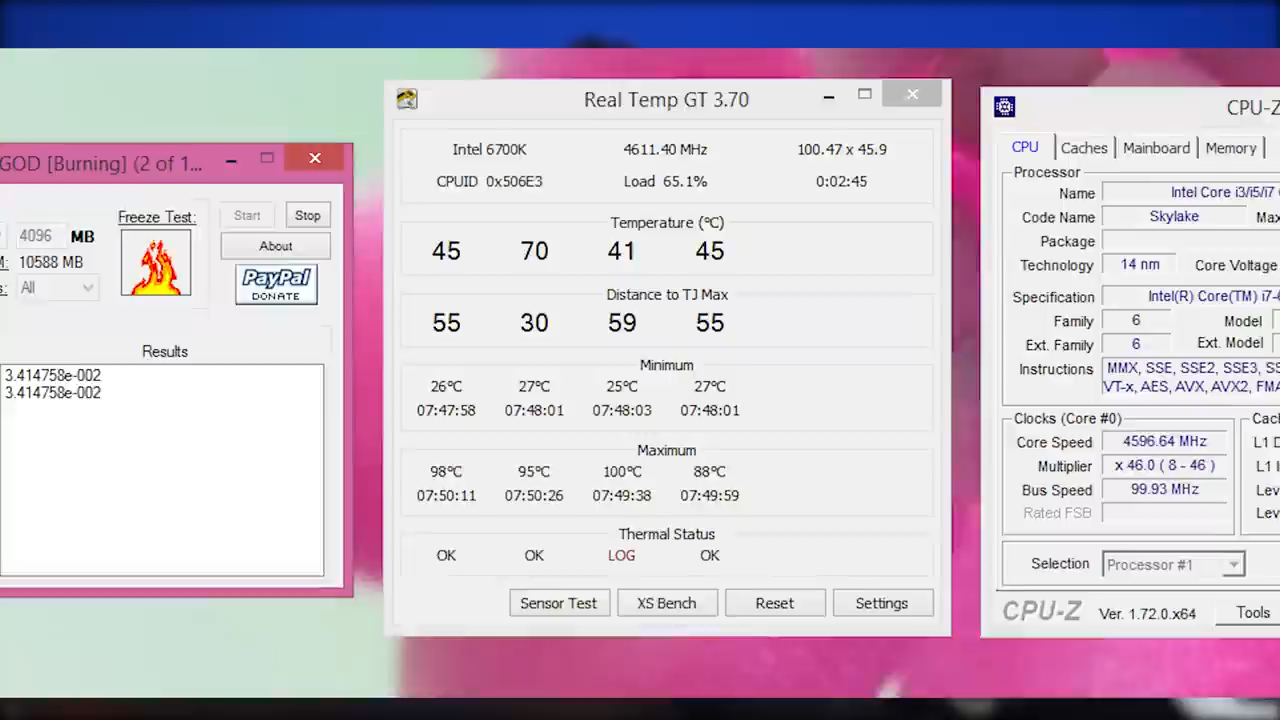 GOD [Burning] (2 of 1...
4096 MB
10588 MB
All
Freeze Test:
Start
Stop
About
PayPal
DONATE
Results
3.414758e-002
3.414758e-002
Real Temp GT 3.70
Intel 6700K 4611.40 MHz 100.47 x 45.9
CPUID 0x506E3 Load 65.1% 0:02:45
Temperature (°C)
45 70 41 45
Distance to TJ Max
55 30 59 55
Minimum
26°C 27°C 25°C 27°C
07:47:58 07:48:01 07:48:03 07:48:01
Maximum
98°C 95°C 100°C 88°C
07:50:11 07:50:26 07:49:38 07:49:59
Thermal Status
OK OK LOG OK
Sensor Test XS Bench Reset Settings
CPU-Z
CPU Caches Mainboard Memory
Processor
Name Intel Core i3/i5/i7
Code Name Skylake Max
Package
Technology 14 nm Core Voltage
Specification Intel(R) Core(TM) i7-
Family 6 Model
Ext. Family 6 Ext. Model
Instructions MMX, SSE, SSE2, SSE3,
VT-x, AES, AVX, AVX2,
Clocks (Core #0)
Core Speed 4596.64 MHz
Multiplier x 46.0 ( 8 - 46 )
Bus Speed 99.93 MHz
Rated FSB
L1
L1
Selection Processor #1
CPU-Z Ver. 1.72.0.x64 Tools